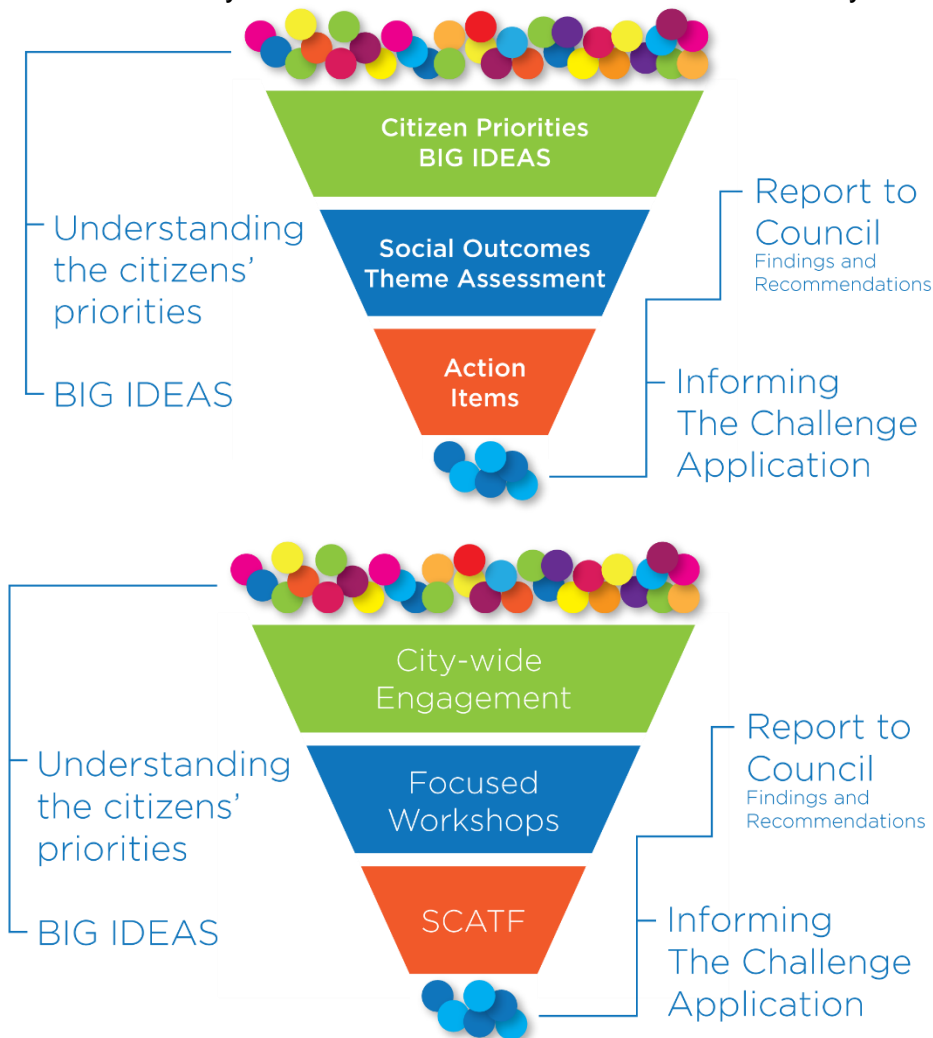 Citizen Priorities
BIG IDEAS
Social Outcomes
Theme Assessment
Action
Items
Understanding
the citizens’
priorities
BIG IDEAS
Report to
Council
Findings and
Recommendations
Informing
The Challenge
Application
City-wide
Engagement
Focused
Workshops
SCATF
Understanding
the citizens’
priorities
BIG IDEAS
Report to
Council
Findings and
Recommendations
Informing
The Challenge
Application